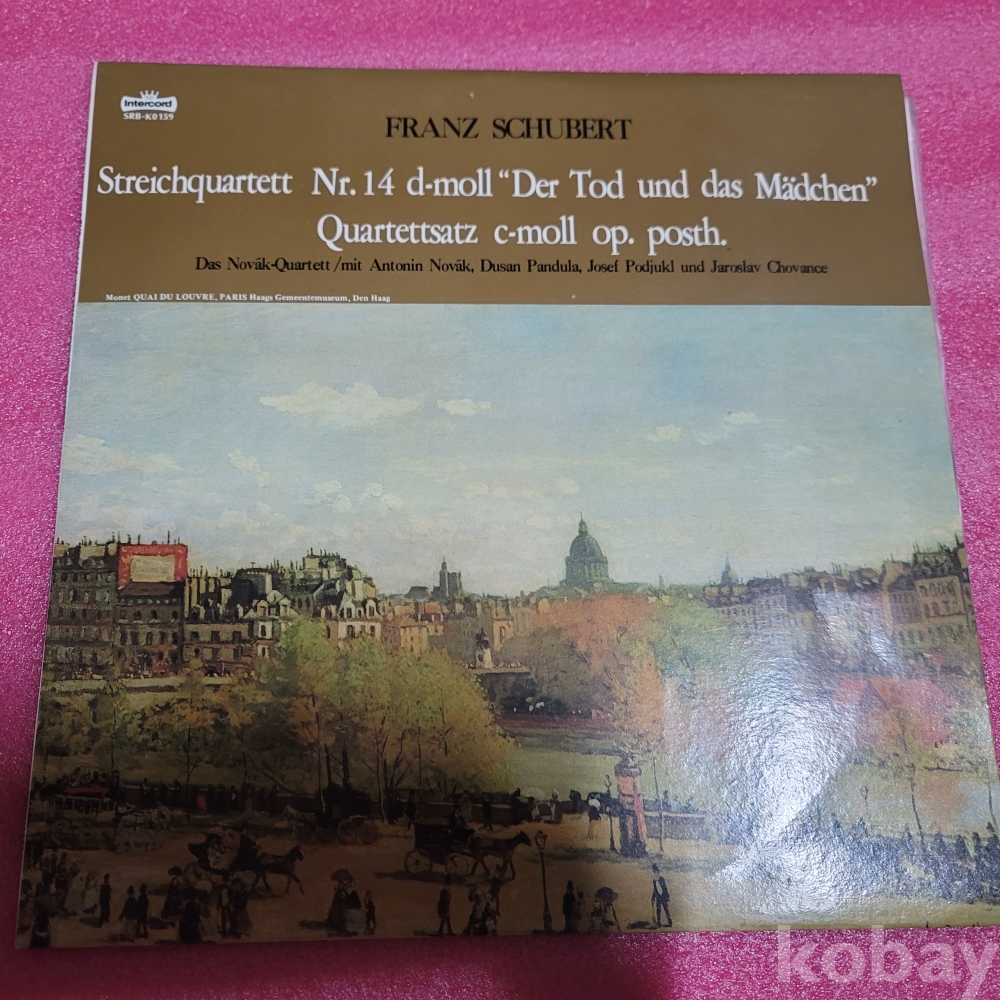 Intercord
SRB-K0159
FRANZ SCHUBERT
Streichquartett Nr. 14 d-moll “Der Tod und das Mädchen”
Quartettsatz c-moll op. posth.
Das Novák-Quartett/mit Antonin Novák, Dusan Pandula, Josef Podjukl und Jaroslav Chovance
Monet QUAI DU LOUVRE, PARIS Haags Gemeentemuseum, Den Haag
kobay